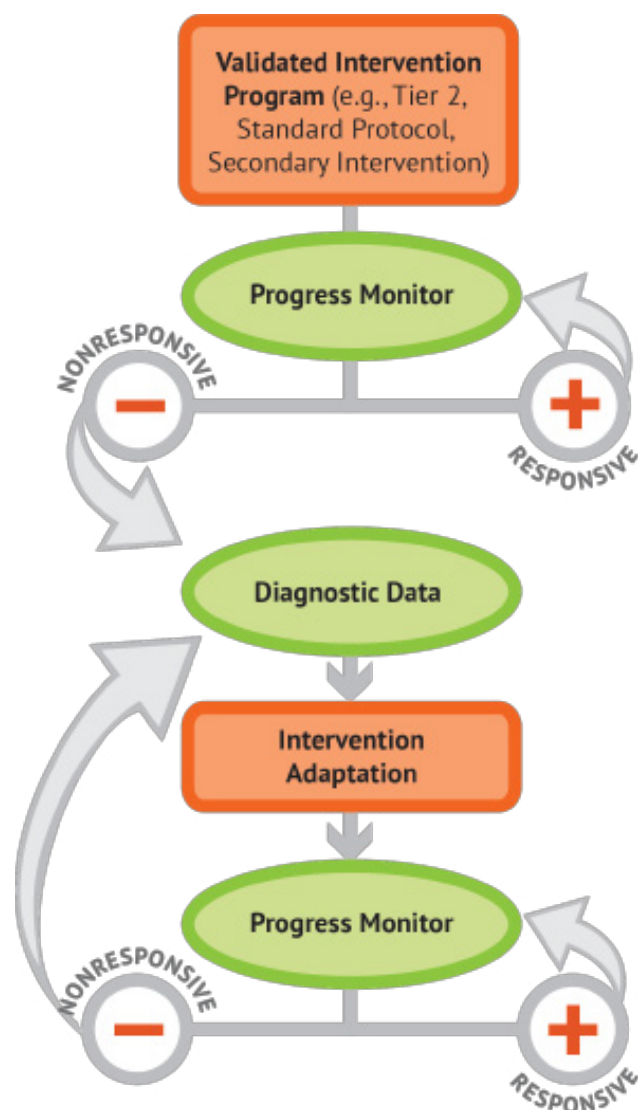 Validated Intervention
Program (e.g., Tier 2,
Standard Protocol,
Secondary Intervention)
Progress Monitor
NONRESPONSIVE
RESPONSIVE
Diagnostic Data
Intervention
Adaptation
Progress Monitor
NONRESPONSIVE
RESPONSIVE